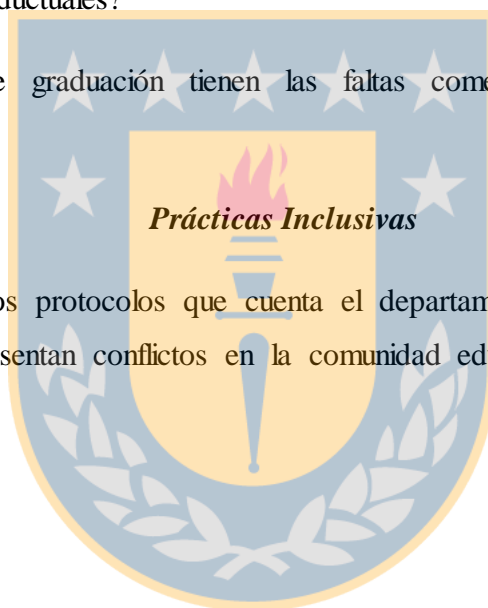 ductuales?
e graduación tienen las faltas come
Prácticas Inclusivas
os protocolos que cuenta el departam
sentan conflictos en la comunidad ed